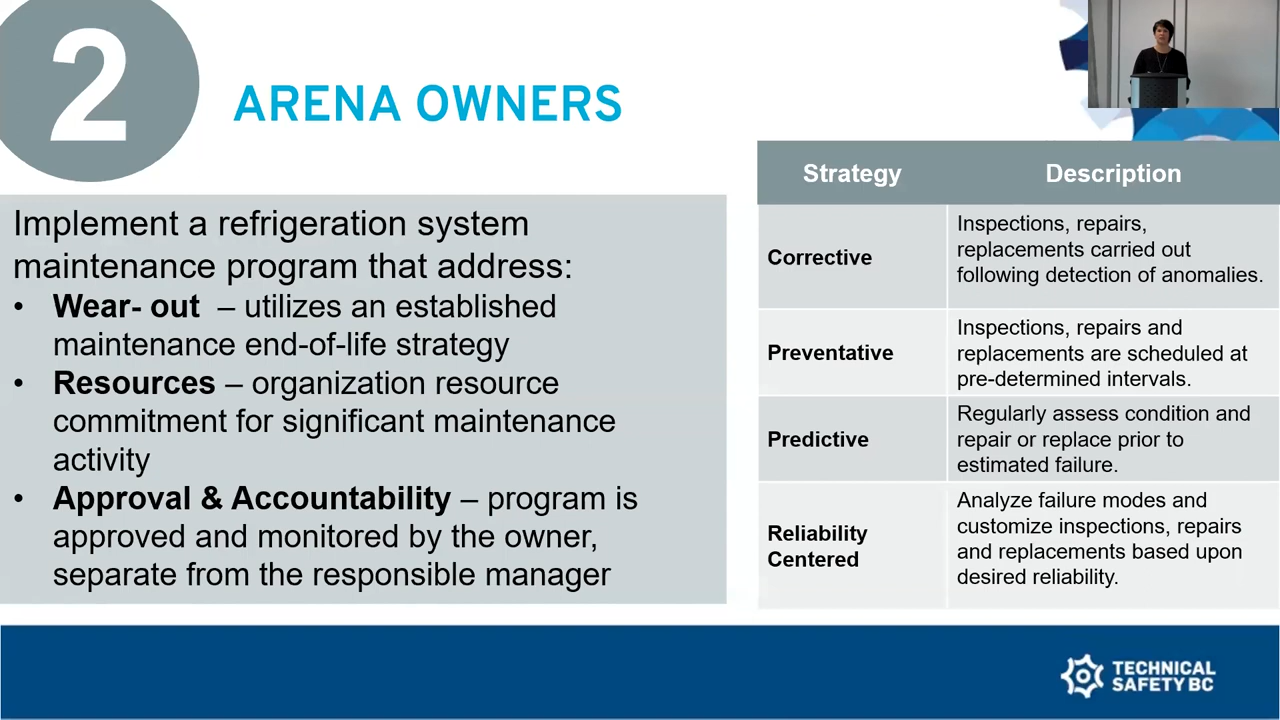 2
ARENA OWNERS
Implement a refrigeration system
maintenance program that address:
• Wear- out – utilizes an established
maintenance end-of-life strategy
• Resources – organization resource
commitment for significant maintenance
activity
• Approval & Accountability – program is
approved and monitored by the owner,
separate from the responsible manager
Strategy Description
Corrective
Inspections, repairs,
replacements carried out
following detection of anomalies.
Preventative
Inspections, repairs and
replacements are scheduled at
pre-determined intervals.
Predictive
Regularly assess condition and
repair or replace prior to
estimated failure.
Reliability
Centered
Analyze failure modes and
customize inspections, repairs
and replacements based upon
desired reliability.
TECHNICAL
SAFETY BC